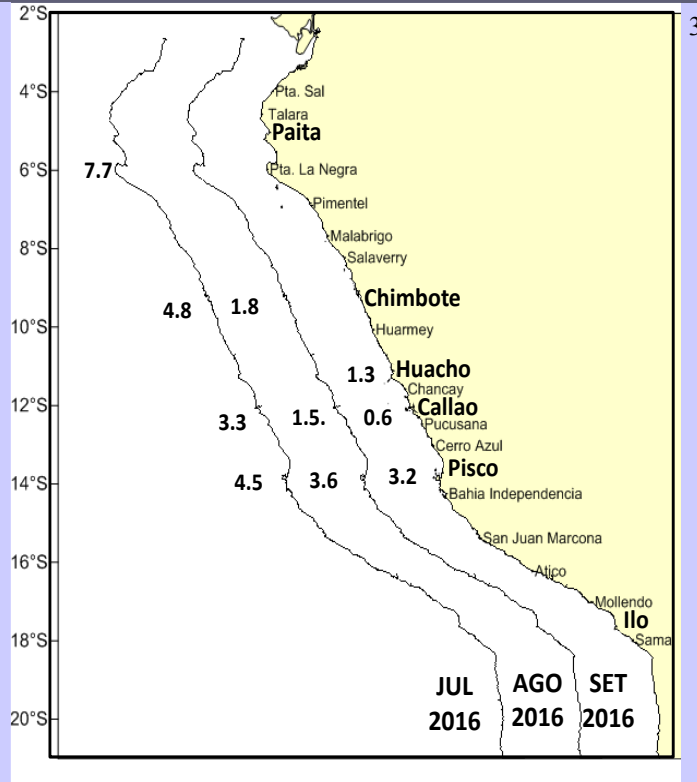 2°S
3
4°S
Pta. Sal
Talara
Paita
7.7
6°S
Pta. La Negra
Pimentel
Malabrigo
8°S
Salaverry
Chimbote
4.8
1.8
10°S
Huarmey
Huacho
1.3
Chancay
12°S
Callao
3.3
1.5.
0.6
Pucusana
Cerro Azul
Pisco
14°S
4.5
3.6
3.2
Bahia Independencia
San Juan Marcona
16°S
Atico
Mollendo
Ilo
18°S
Sama
JUL
2016
AGO
2016
SET
2016
20°S